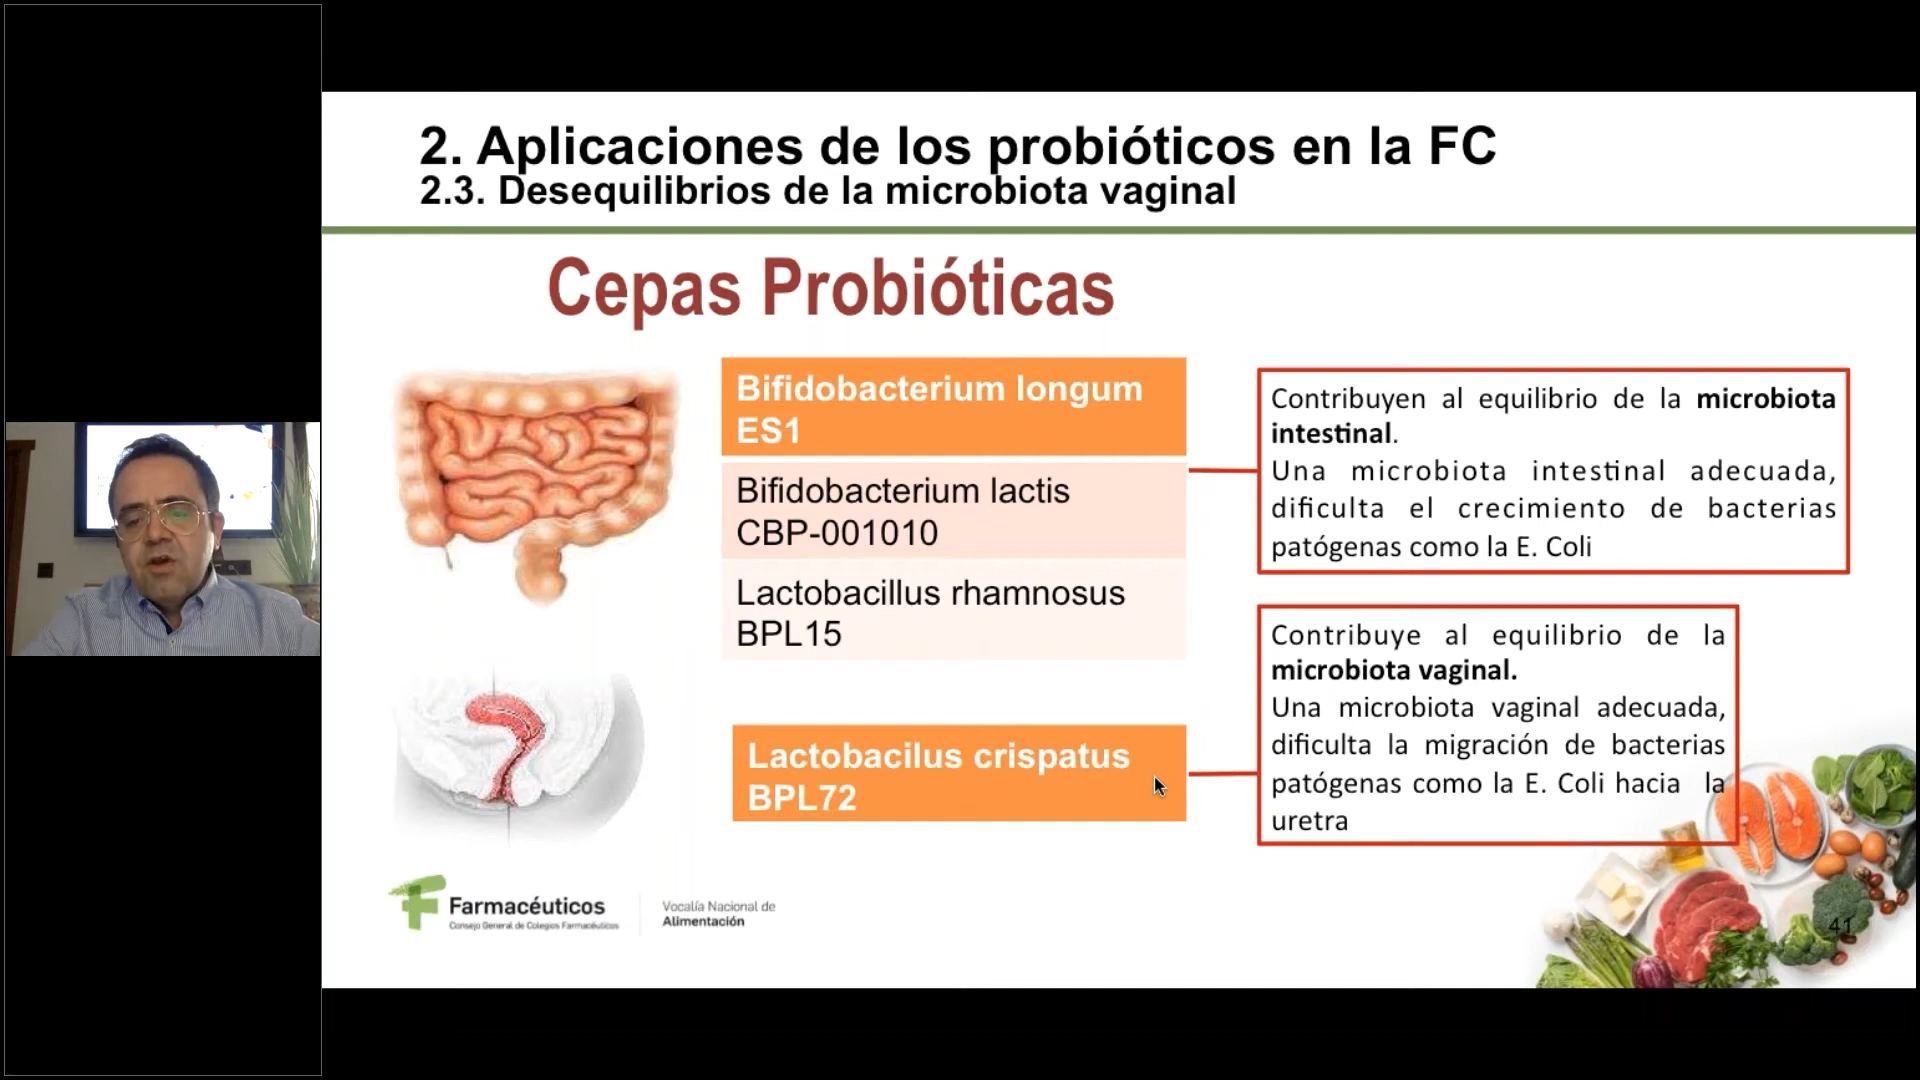 2. Aplicaciones de los probióticos en la FC
2.3. Desequilibrios de la microbiota vaginal
Cepas Probióticas
Bifidobacterium longum
ES1
Bifidobacterium lactis
CBP-001010
Lactobacillus rhamnosus
BPL15
Contribuyen al equilibrio de la microbiota
intestinal.
Una microbiota intestinal adecuada,
dificulta el crecimiento de bacterias
patógenas como la E. Coli
Lactobacilus crispatus
BPL72
Contribuye al equilibrio de la
microbiota vaginal.
Una microbiota vaginal adecuada,
dificulta la migración de bacterias
patógenas como la E. Coli hacia la
uretra
Farmacéuticos
Consejo General de Colegios Farmacéuticos
Vocalía Nacional de
Alimentación
41